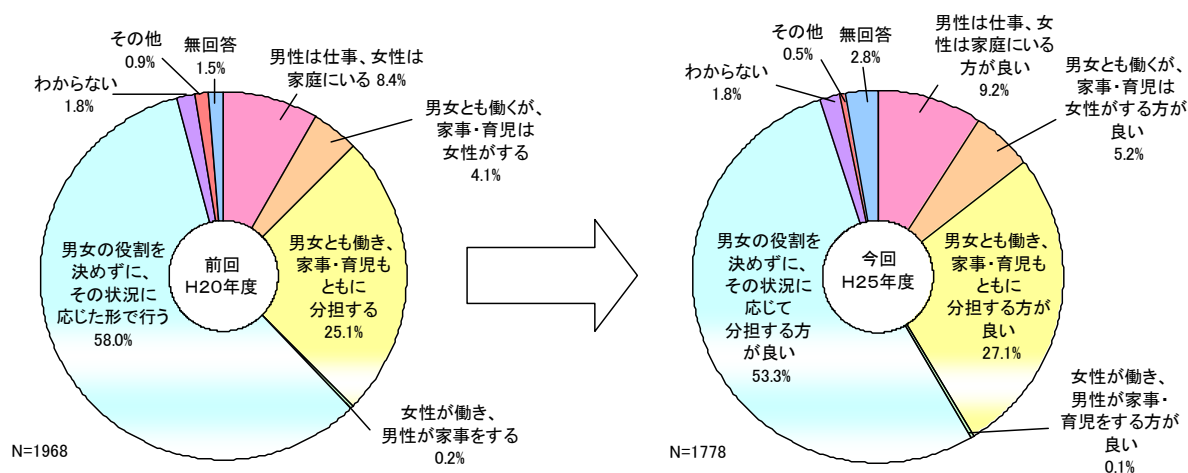 その他
0.9%
無回答
1.5%
わからない
1.8%
男性は仕事、女性は
家庭にいる 8.4%
男女とも働くが、
家事・育児は
女性がする
4.1%
男女とも働き、
家事・育児も
ともに
分担する
25.1%
女性が働き、
男性が家事をする
0.2%
男女の役割を
決めずに、
その状況に
応じた形で行う
58.0%
前回
H20年度
N=1968
その他
0.5%
無回答
2.8%
わからない
1.8%
男性は仕事、女
性は家庭にいる
方が良い
9.2%
男女とも働くが、
家事・育児は
女性がする方が
良い
5.2%
男女とも働き、
家事・育児も
ともに
分担する方が
良い
27.1%
女性が働き、
男性が家事・
育児をする方が
良い
0.1%
男女の役割を
決めずに、
その状況に
応じて
分担する方
が良い
53.3%
今回
H25年度
N=1778